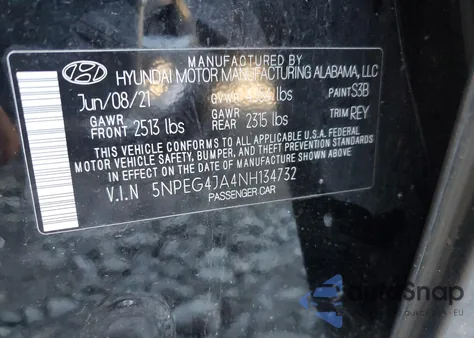 MANUFACTURED BY
HYUNDAI MOTOR MANUFACTURING ALABAMA, LLC
Jun/08/21 GVWR lbs PAINT S3B
GAWR FRONT 2513 lbs GAWR REAR 2315 lbs TRIM REY
THIS VEHICLE CONFORMS TO ALL APPLICABLE U.S.A. FEDERAL
MOTOR VEHICLE SAFETY, BUMPER, AND THEFT PREVENTION STANDARDS
IN EFFECT ON THE DATE OF MANUFACTURE SHOWN ABOVE.
V.I.N 5NPEG4JA4NH134732
PASSENGER CAR
autoSnap